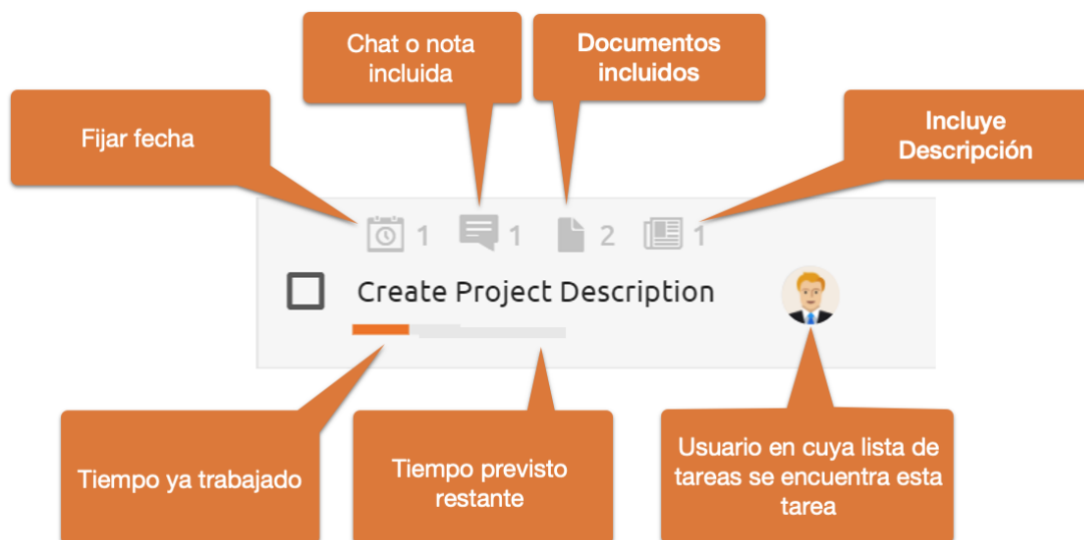 Chat o nota
incluida
Documentos
incluidos
Fijar fecha
Incluye
Descripción
1
1
2
1
Create Project Description
Tiempo ya trabajado
Tiempo previsto
restante
Usuario en cuya lista de
tareas se encuentra esta
tarea